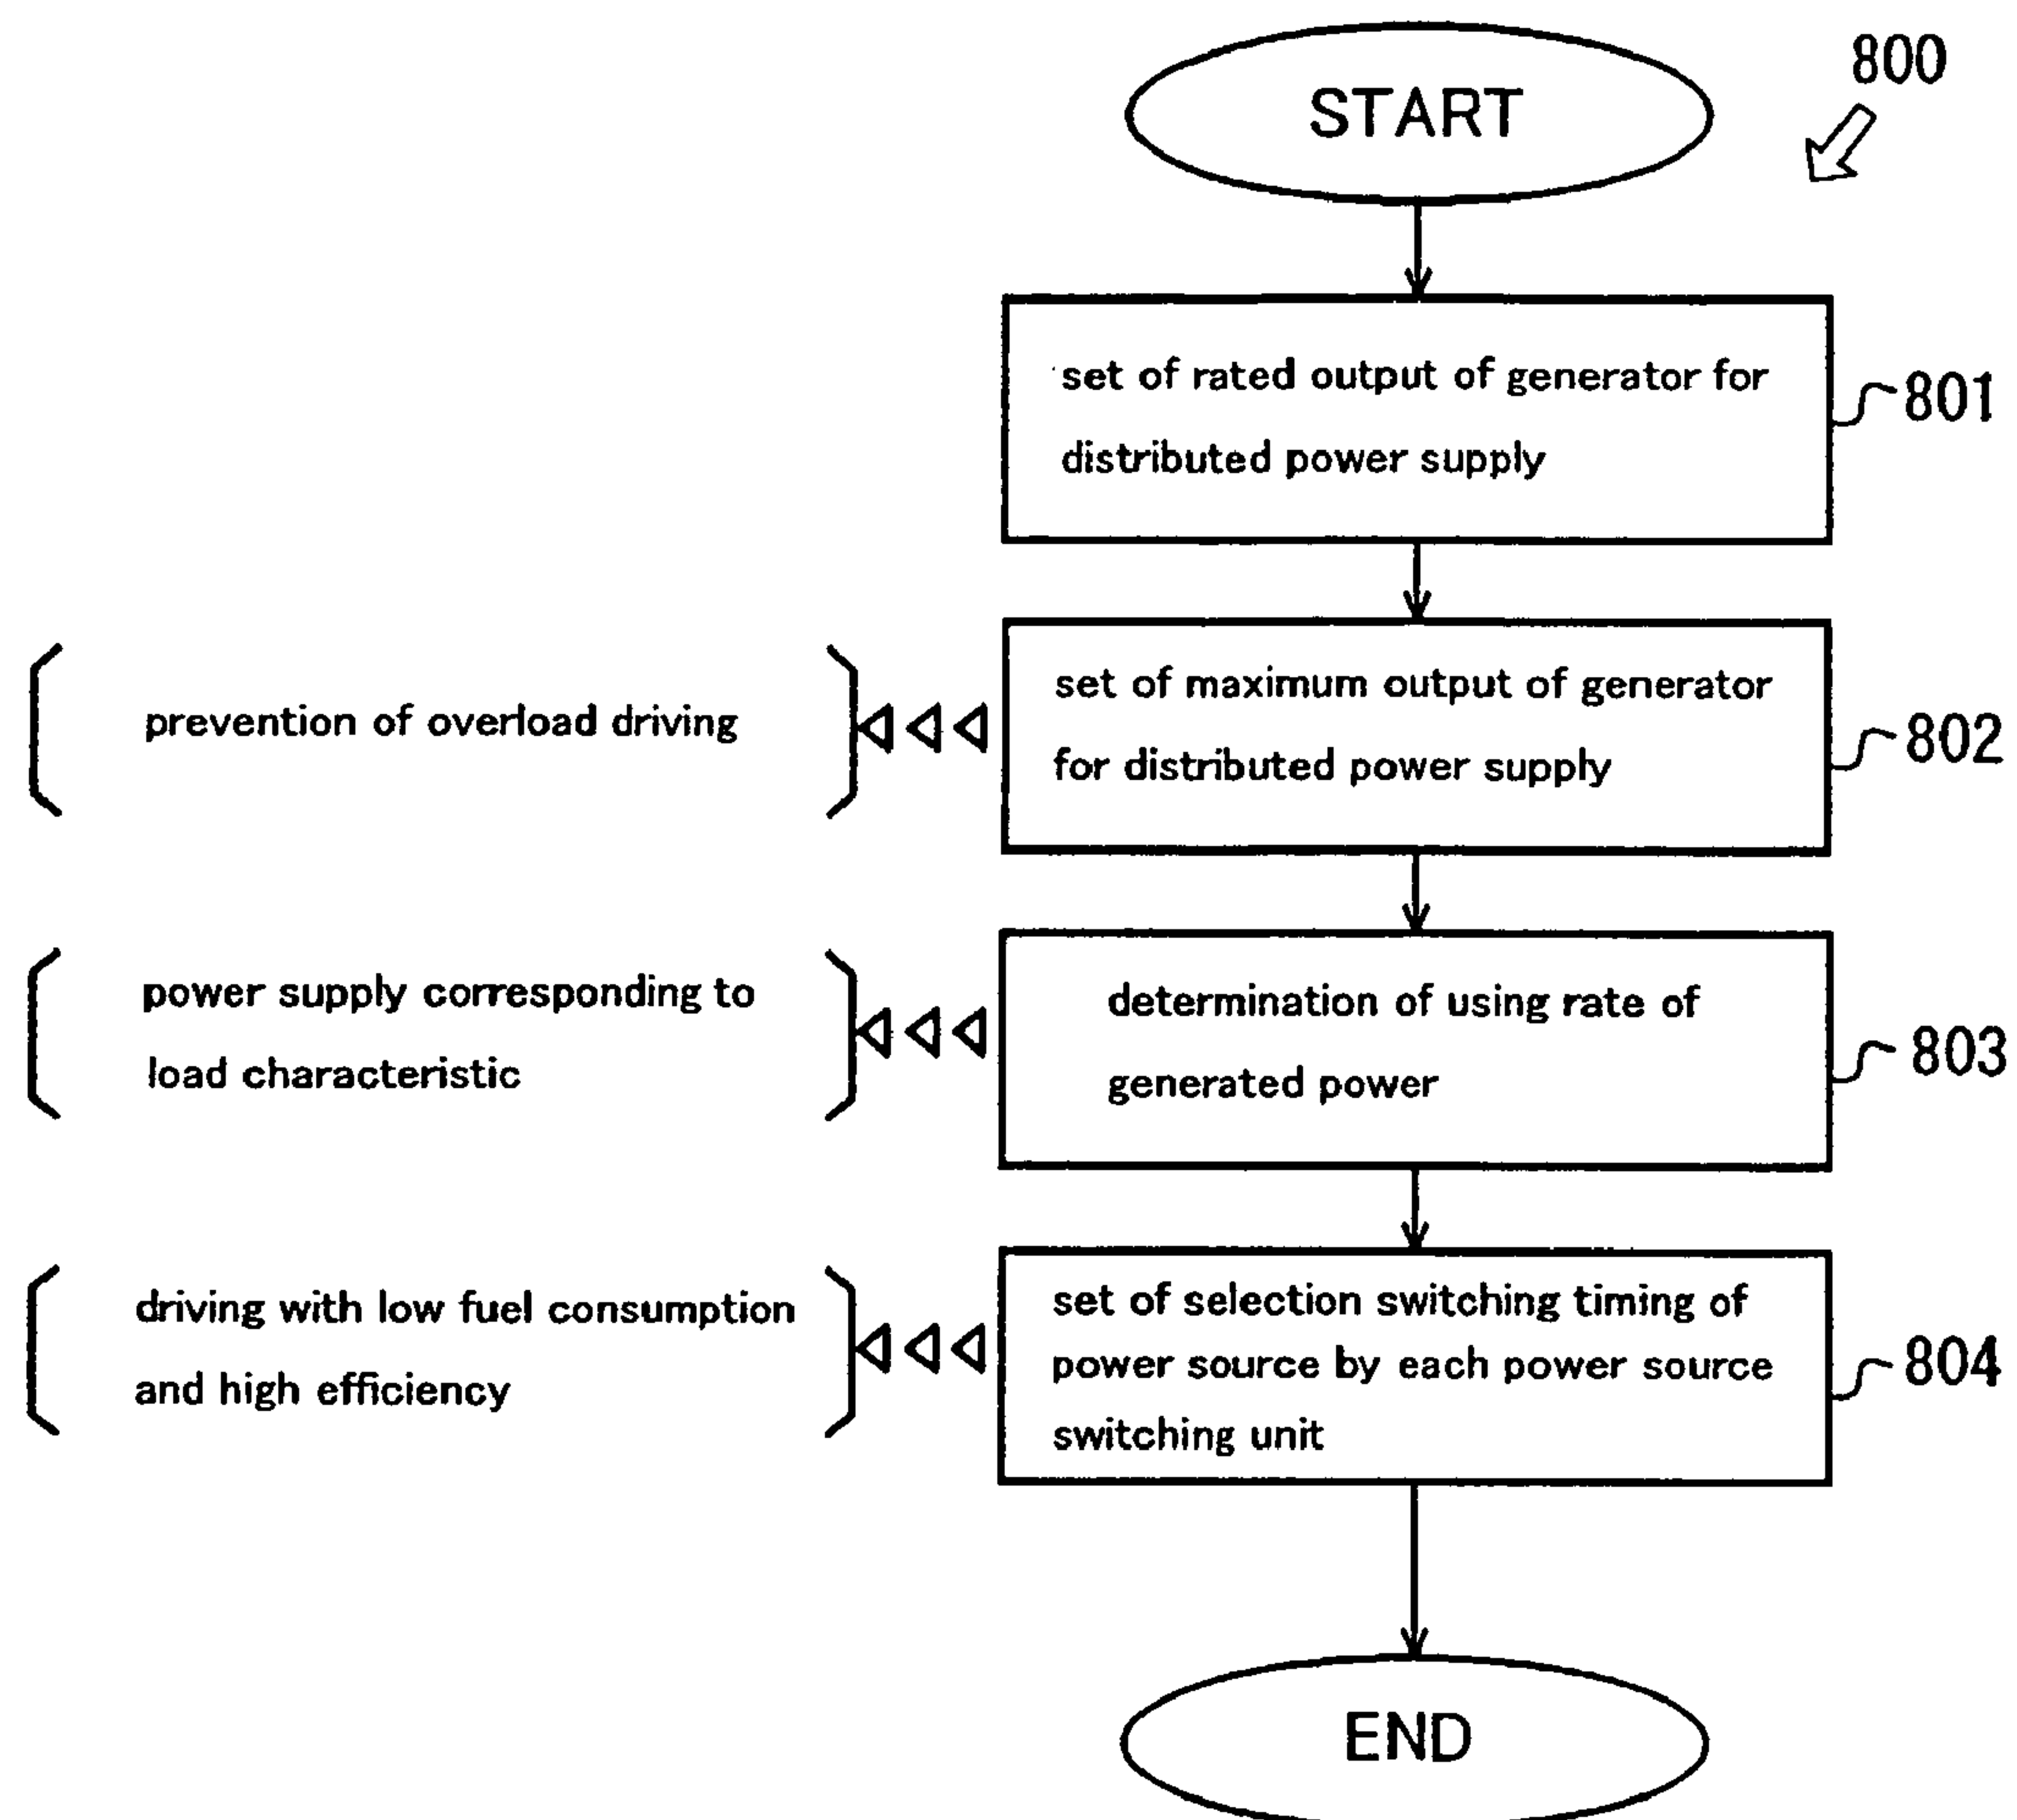 START
800
set of rated output of generator for
distributed power supply
801
prevention of overload driving
set of maximum output of generator
for distributed power supply
802
power supply corresponding to
load characteristic
determination of using rate of
generated power
803
driving with low fuel consumption
and high efficiency
set of selection switching timing of
power source by each power source
switching unit
804
END